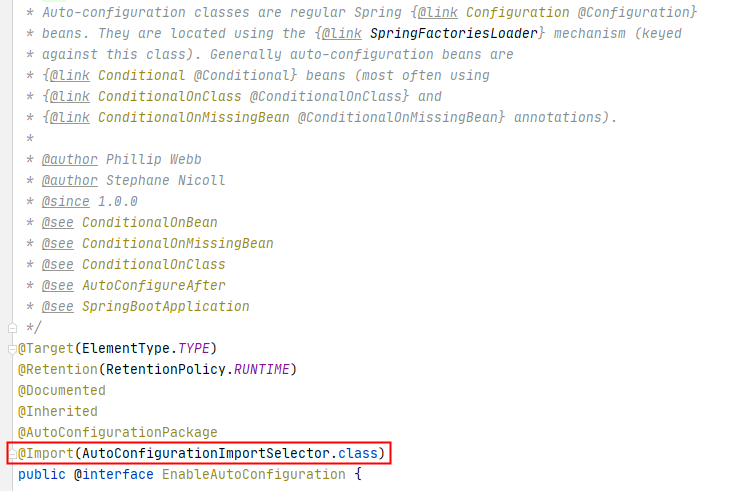 * Auto-configuration classes are regular Spring {@link Configuration @Configuration}
* beans. They are located using the {@link SpringFactoriesLoader} mechanism (keyed
* against this class). Generally auto-configuration beans are
* {@link Conditional @Conditional} beans (most often using
* {@link ConditionalOnClass @ConditionalOnClass} and
* {@link ConditionalOnMissingBean @ConditionalOnMissingBean} annotations).
*
* @author Phillip Webb
* @author Stephane Nicoll
* @since 1.0.0
* @see ConditionalOnBean
* @see ConditionalOnMissingBean
* @see ConditionalOnClass
* @see AutoConfigureAfter
* @see SpringBootApplication
*/
@Target(ElementType.TYPE)
@Retention(RetentionPolicy.RUNTIME)
@Documented
@Inherited
@AutoConfigurationPackage
@Import(AutoConfigurationImportSelector.class)
public @interface EnableAutoConfiguration {